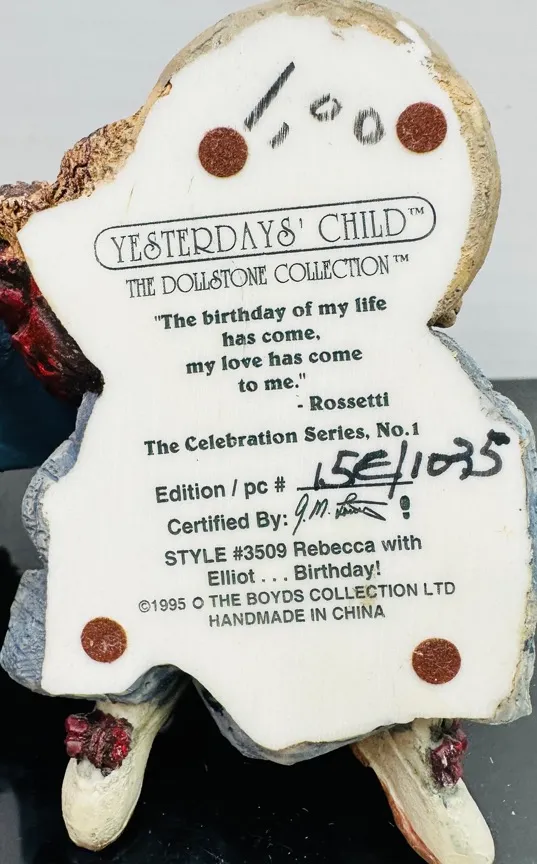 1.00
YESTERDAYS' CHILD™
THE DOLLSTONE COLLECTION™
"The birthday of my life
has come,
my love has come
to me."
- Rossetti
The Celebration Series, No.1
Edition / pc # 15E/1035
Certified By:
STYLE #3509 Rebecca with
Elliot . . . Birthday!
©1995 THE BOYDS COLLECTION LTD
HANDMADE IN CHINA